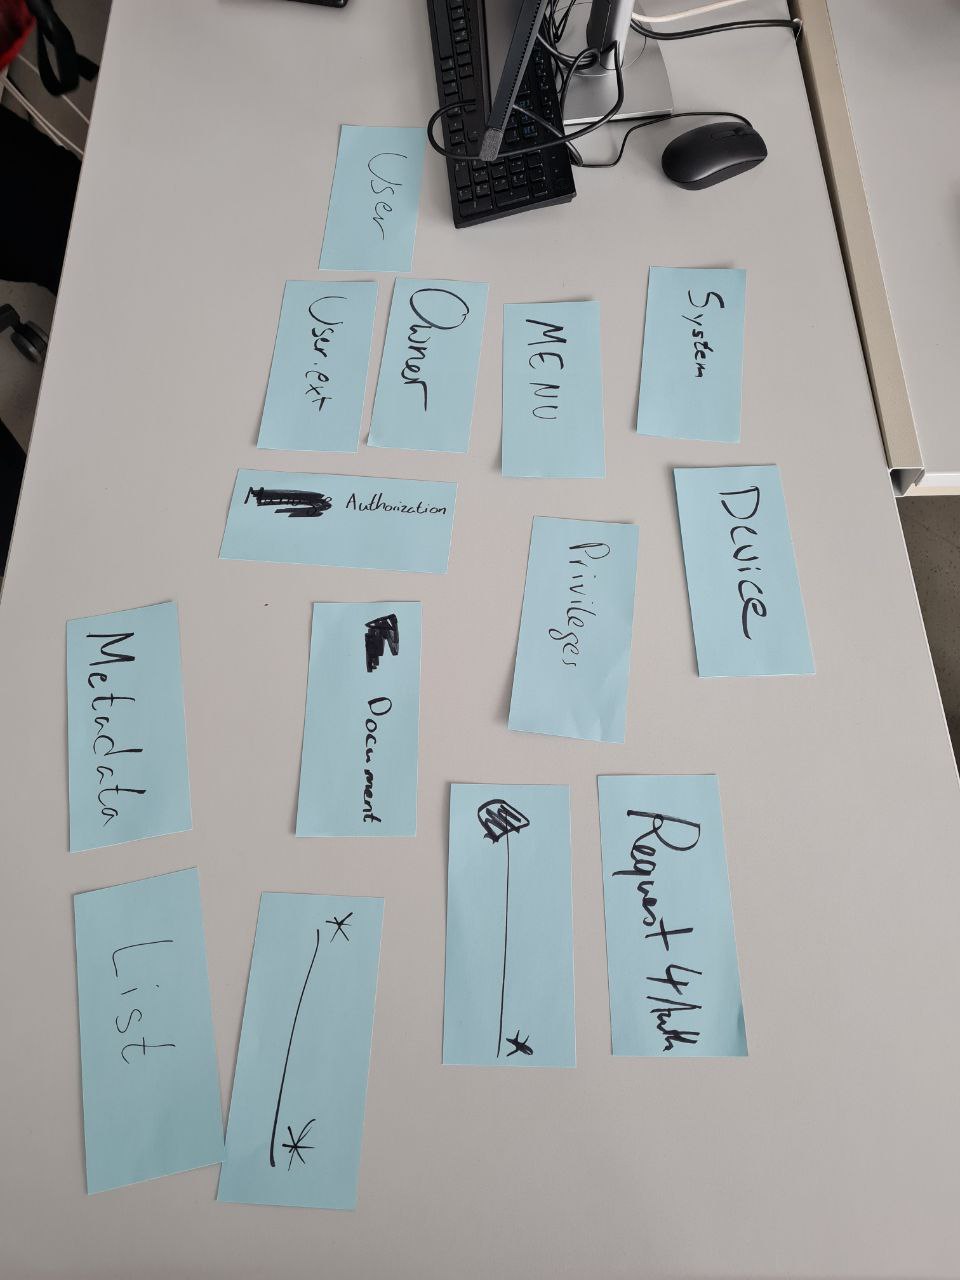 User
User.ext
Owner
MENU
System
Authorization
Privileges
Device
Metadata
Document
Request 4 Auth
List
*
*
*